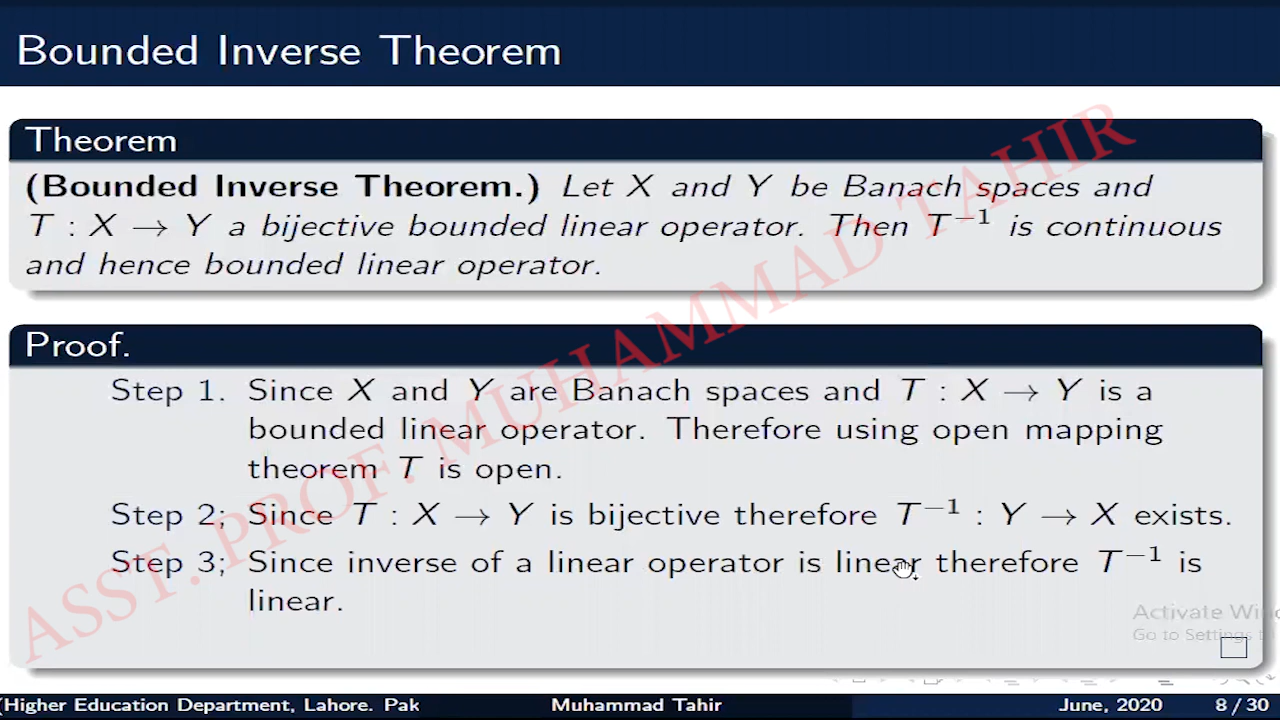 Bounded Inverse Theorem
Theorem
(Bounded Inverse Theorem.) Let X and Y be Banach spaces and
T : X → Y a bijective bounded linear operator. Then T⁻¹ is continuous
and hence bounded linear operator.
Proof.
Step 1. Since X and Y are Banach spaces and T : X → Y is a
bounded linear operator. Therefore using open mapping
theorem T is open.
Step 2; Since T : X → Y is bijective therefore T⁻¹ : Y → X exists.
Step 3; Since inverse of a linear operator is linear therefore T⁻¹ is
linear.
ASST. PROF. MUHAMMAD TAHIR
Activate Win
Go to Settings t
(Higher Education Department, Lahore. Pak Muhammad Tahir June, 2020 8 / 30